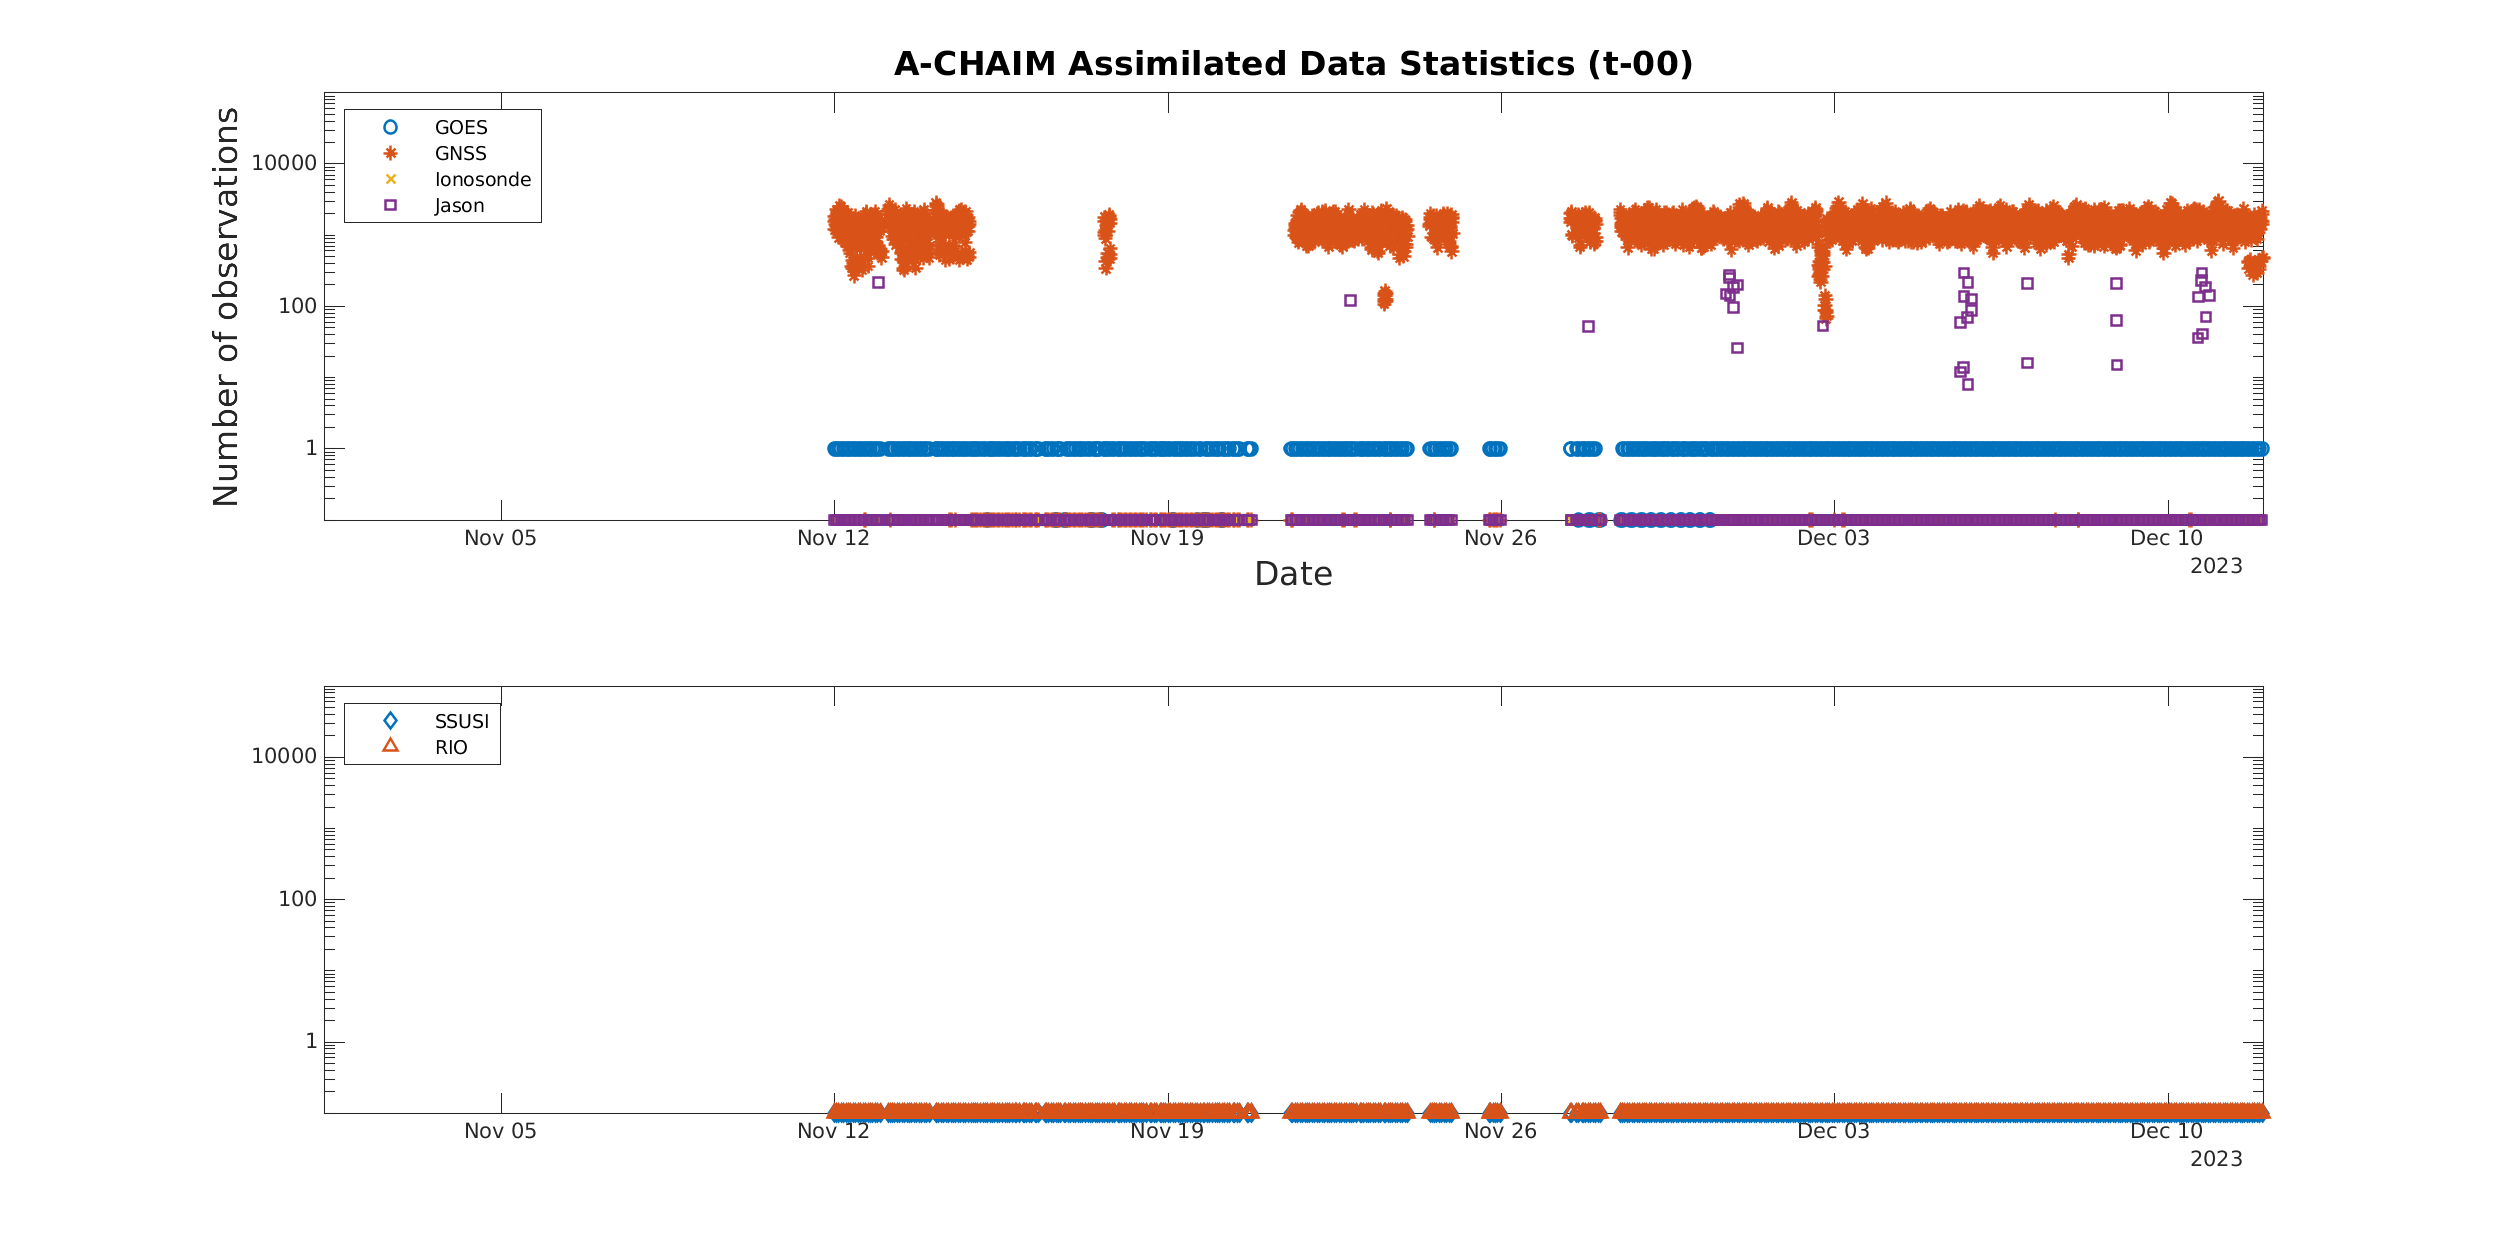 A-CHAIM Assimilated Data Statistics (t-00)
Number of observations
GOES
GNSS
Ionosonde
Jason
10000
100
1
Nov 05 Nov 12 Nov 19 Nov 26 Dec 03 Dec 10
2023
Date
SSUSI
RIO
10000
100
1
Nov 05 Nov 12 Nov 19 Nov 26 Dec 03 Dec 10
2023